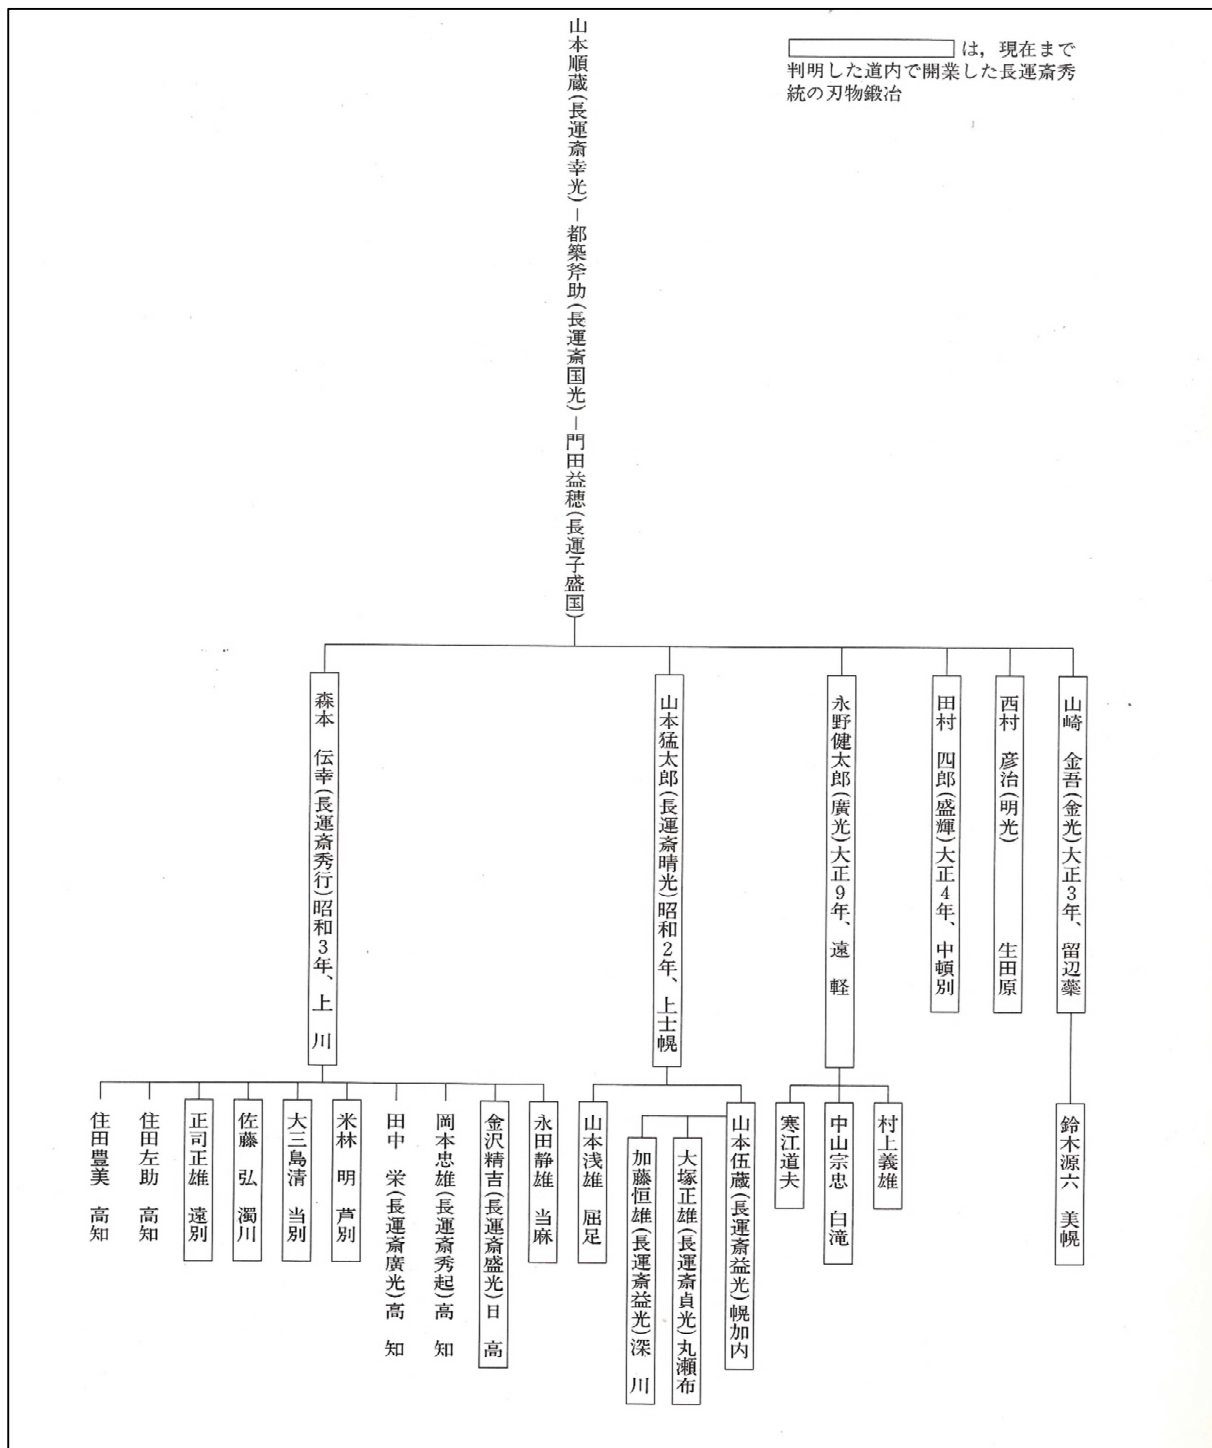 は，現在まで
判明した道内で開業した長運斎秀
統の刃物鍛冶
山本順蔵(長運斎幸光)－都築斧助(長運斎国光)－門田益穂(長運子盛国)
山崎　金吾(金光)大正3年、留辺蘂
西村　彦治(明光)　生田原
田村　四郎(盛輝)大正4年、中頓別
永野健太郎(廣光)大正9年、遠　軽
山本猛太郎(長運斎晴光)昭和2年、上士幌
森本　伝幸(長運斎秀行)昭和3年、上　川
鈴木源六　美幌
村上義雄
中山宗忠　白滝
寒江道夫
山本伍蔵(長運斎益光)幌加内
大塚正雄(長運斎貞光)丸瀬布
加藤恒雄(長運斎益光)深　川
山本浅雄　屈足
永田静雄　当麻
金沢精吉(長運斎盛光)日　高
岡本忠雄(長運斎秀起)高　知
田中　栄(長運斎廣光)高　知
米林　明　芦別
大三島清　当別
佐藤　弘　濁川
正司正雄　遠別
住田左助　高知
住田豊美　高知